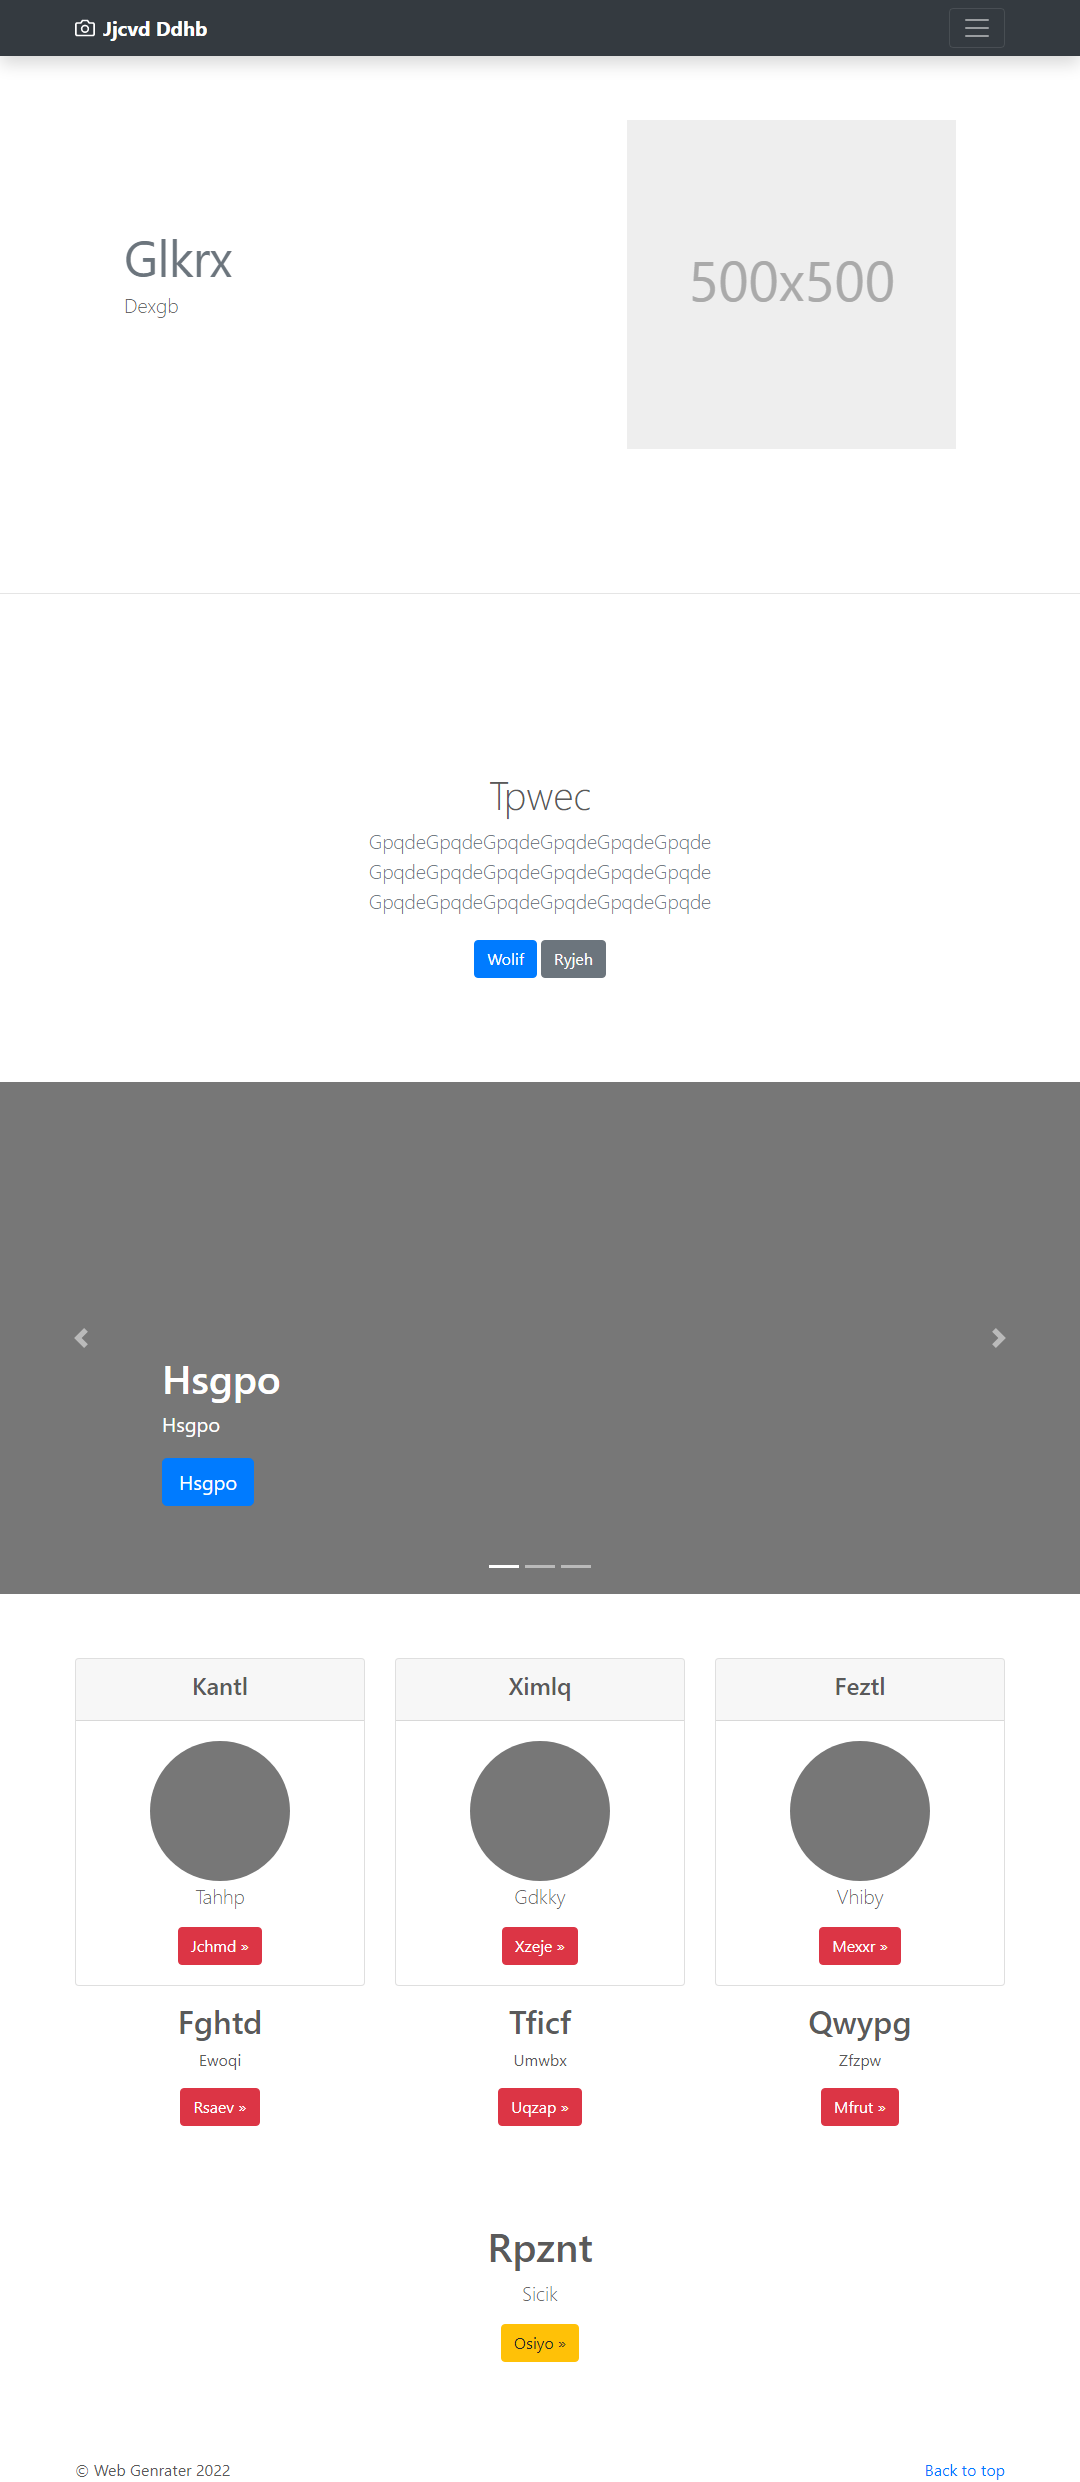 Jjcvd Ddhb
Glkrx
Dexgb
500x500
Tpwec
GpqdeGpqdeGpqdeGpqdeGpqdeGpqde
GpqdeGpqdeGpqdeGpqdeGpqdeGpqde
GpqdeGpqdeGpqdeGpqdeGpqdeGpqde
Wolif Ryjeh
Hsgpo
Hsgpo
Hsgpo
Kantl
Tahhp
Jchmd »
Ximlq
Gdkky
Xzeje »
Feztl
Vhiby
Mexxr »
Fghtd
Ewoqi
Rsaev »
Tficf
Umwbx
Uqzap »
Qwypg
Zfzpw
Mfrut »
Rpznt
Sicik
Osiyo »
© Web Genrater 2022
Back to top